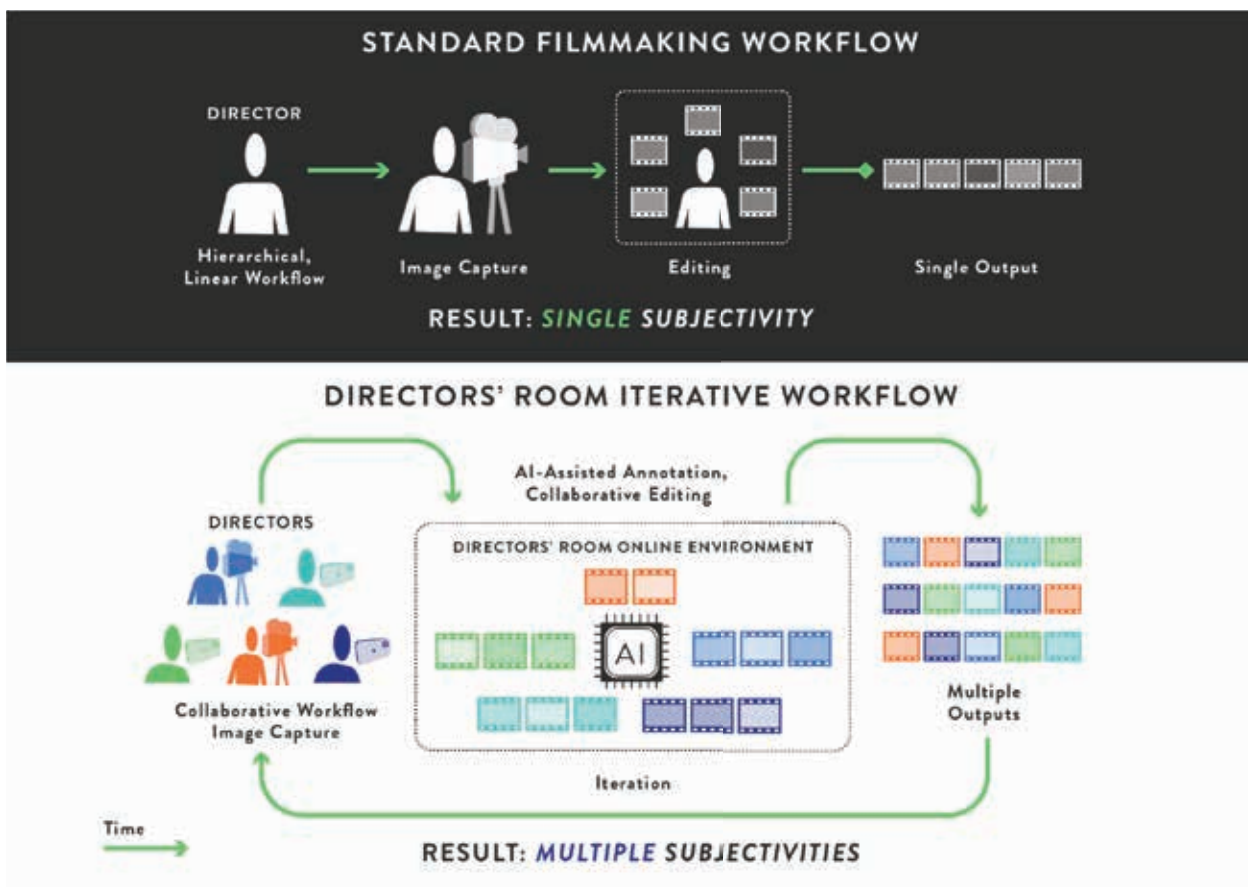 STANDARD FILMMAKING WORKFLOW
DIRECTOR
Hierarchical,
Linear Workflow
Image Capture
Editing
Single Output
RESULT: SINGLE SUBJECTIVITY
DIRECTORS' ROOM ITERATIVE WORKFLOW
AI-Assisted Annotation,
Collaborative Editing
DIRECTORS
DIRECTORS' ROOM ONLINE ENVIRONMENT
AI
Collaborative Workflow
Image Capture
Multiple
Outputs
Iteration
Time
RESULT: MULTIPLE SUBJECTIVITIES